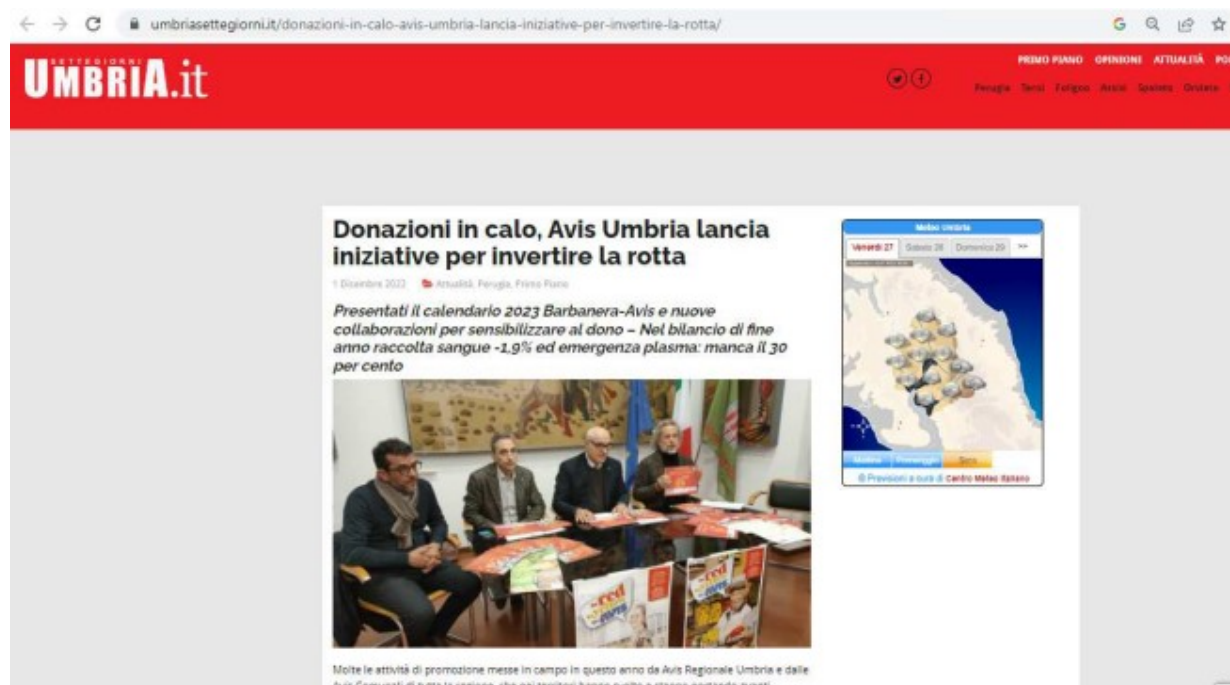 umbriasettegiorni.it/donazioni-in-calo-avis-umbria-lancia-iniziative-per-invertire-la-rotta/
SETTEGIORNI
UMBRIA.it
PRIMO PIANO OPINIONI ATTUALITÀ
Perugia Terni Foligno Assisi Spoleto Orvieto
Donazioni in calo, Avis Umbria lancia
iniziative per invertire la rotta
1 Dicembre 2022 Attualità, Perugia, Primo Piano
Presentati il calendario 2023 Barbanera-Avis e nuove
collaborazioni per sensibilizzare al dono – Nel bilancio di fine
anno raccolta sangue -1,9% ed emergenza plasma: manca il 30
per cento
Meteo Umbria
Venerdì 27 Sabato 28 Domenica 29 >>
Mattina Pomeriggio Sera
© Previsioni a cura di Centro Meteo Italiano
Molte le attività di promozione messe in campo in questo anno da Avis Regionale Umbria e dalle